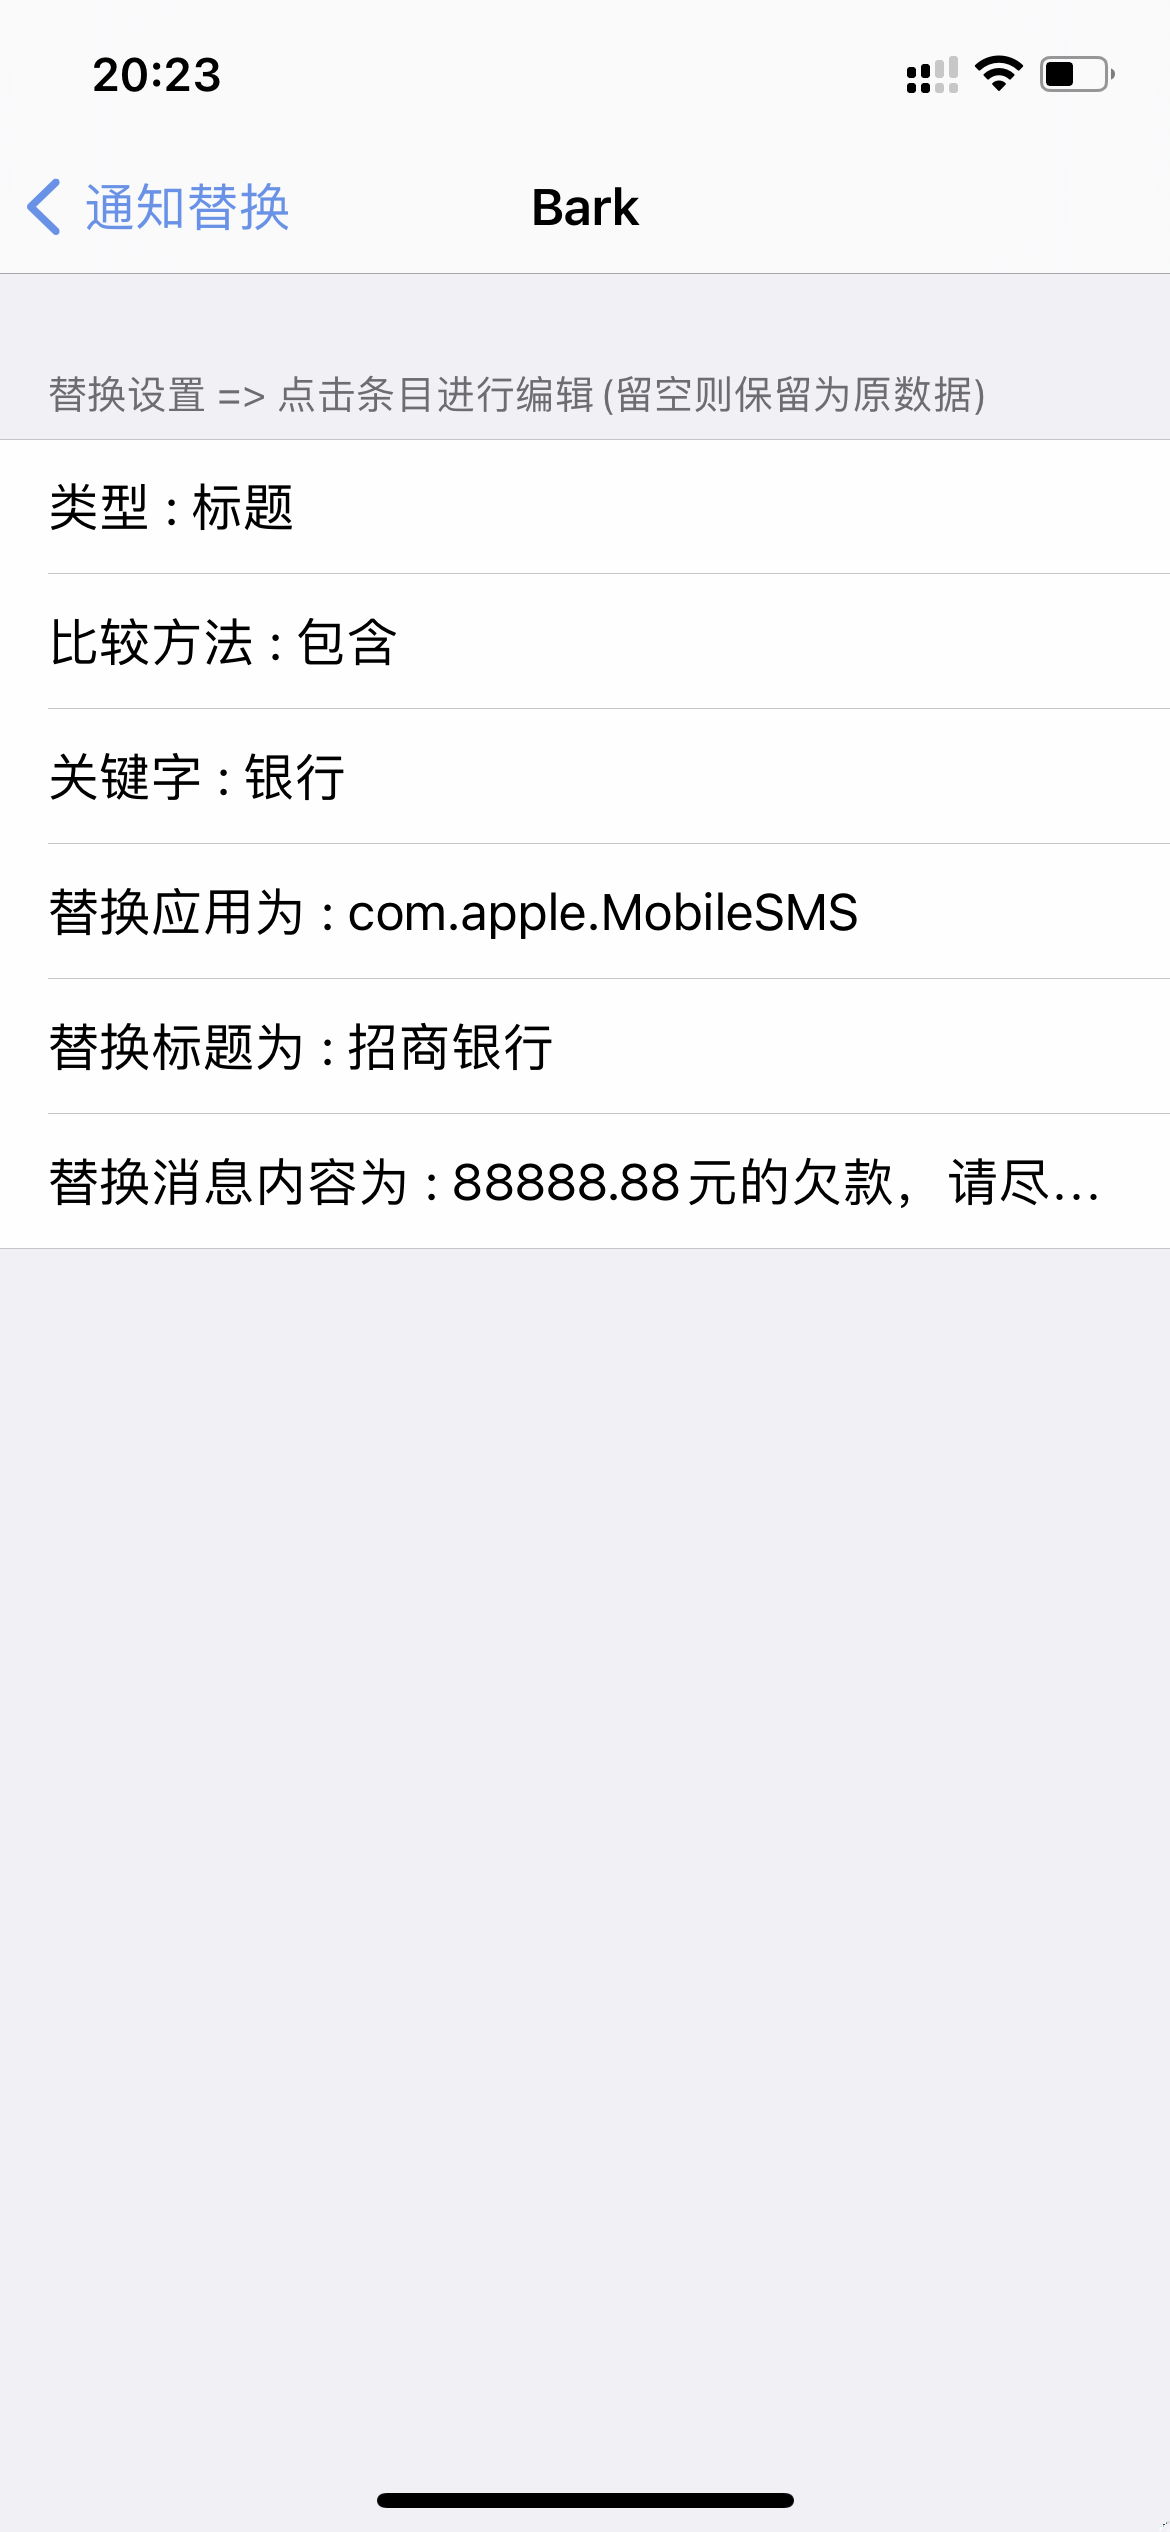 20:23
通知替换
Bark
替换设置 => 点击条目进行编辑(留空则保留为原数据)
类型 : 标题
比较方法 : 包含
关键字 : 银行
替换应用为 : com.apple.MobileSMS
替换标题为 : 招商银行
替换消息内容为 : 88888.88元的欠款，请尽...